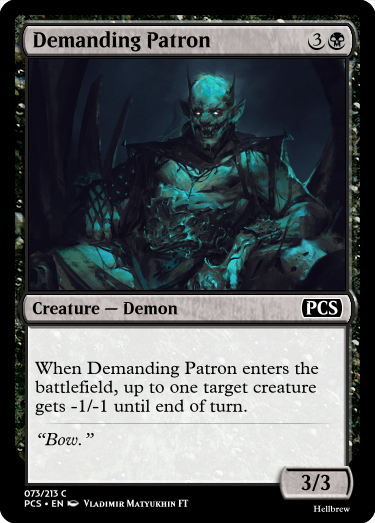 Demanding Patron 3
Creature — Demon PCS
When Demanding Patron enters the
battlefield, up to one target creature
gets -1/-1 until end of turn.
“Bow.”
3/3
073/213 C
PCS • EN Vladimir Matyukhin FT
Hellbrew